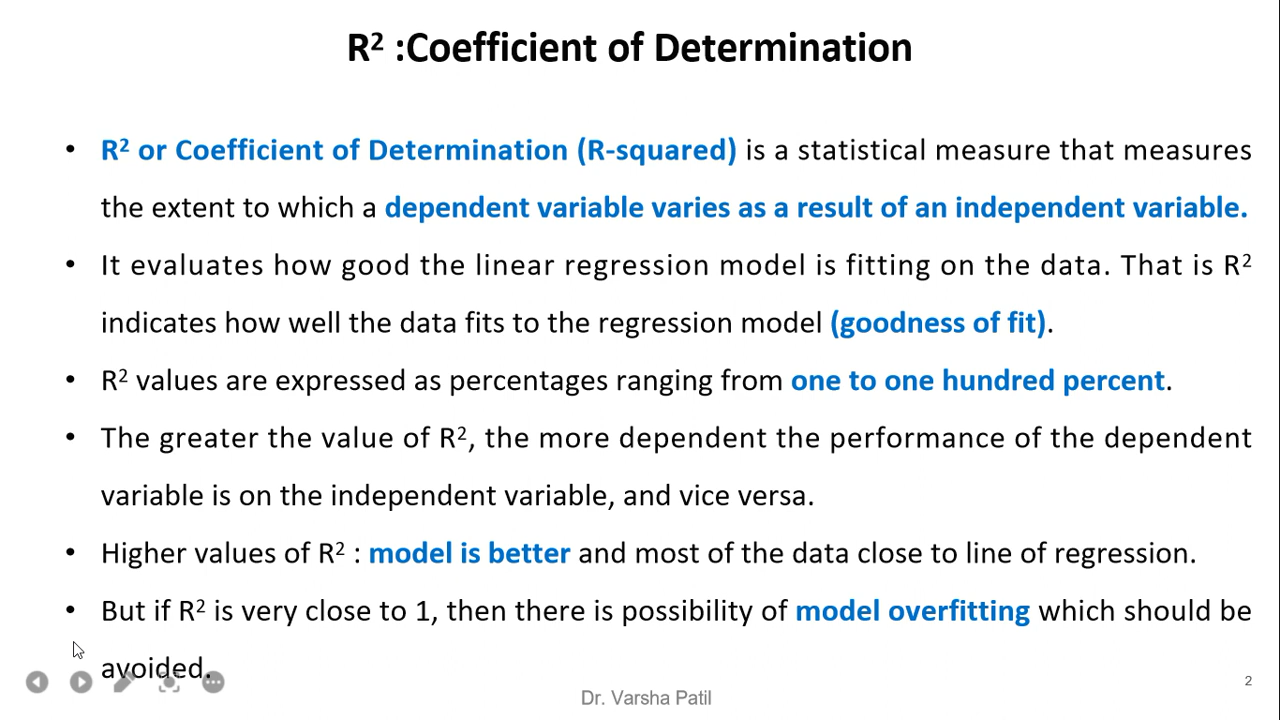 R² :Coefficient of Determination
• R² or Coefficient of Determination (R-squared) is a statistical measure that measures
the extent to which a dependent variable varies as a result of an independent variable.
• It evaluates how good the linear regression model is fitting on the data. That is R²
indicates how well the data fits to the regression model (goodness of fit).
• R² values are expressed as percentages ranging from one to one hundred percent.
• The greater the value of R², the more dependent the performance of the dependent
variable is on the independent variable, and vice versa.
• Higher values of R² : model is better and most of the data close to line of regression.
• But if R² is very close to 1, then there is possibility of model overfitting which should be
avoided.
Dr. Varsha Patil
2